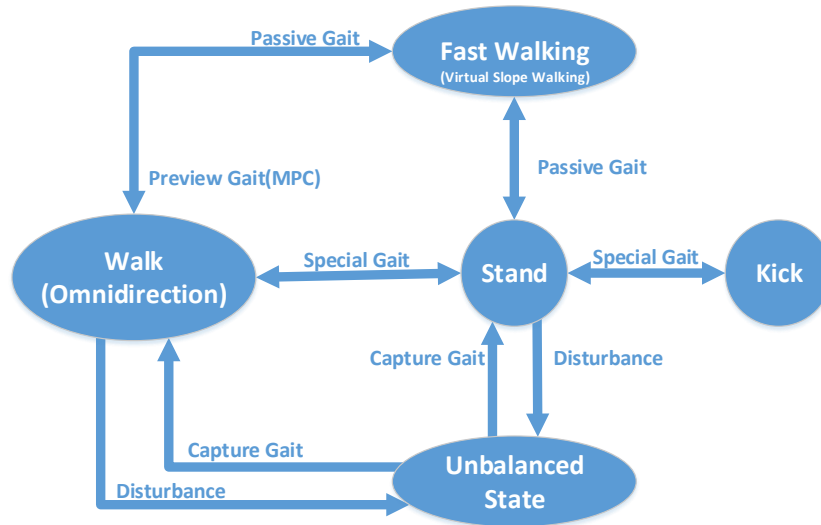 Passive Gait
Fast Walking
(Virtual Slope Walking)
Passive Gait
Preview Gait(MPC)
Walk
(Omnidirection)
Special Gait
Stand
Special Gait
Kick
Capture Gait
Disturbance
Capture Gait
Disturbance
Unbalanced
State